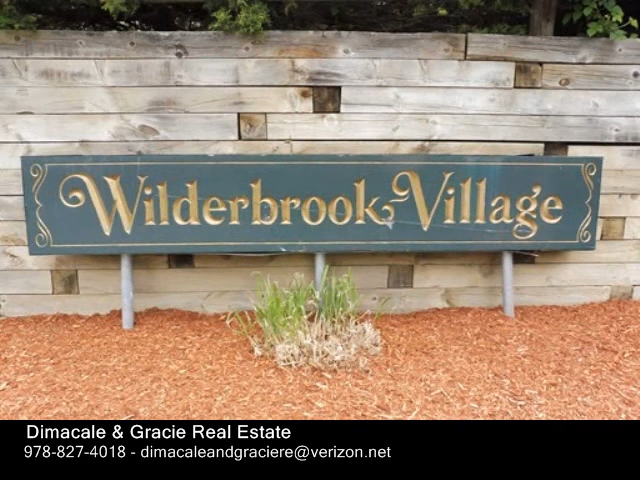 Wilderbrook Village
Dimacale & Gracie Real Estate
978-827-4018 - dimacaleandgraciere@verizon.net